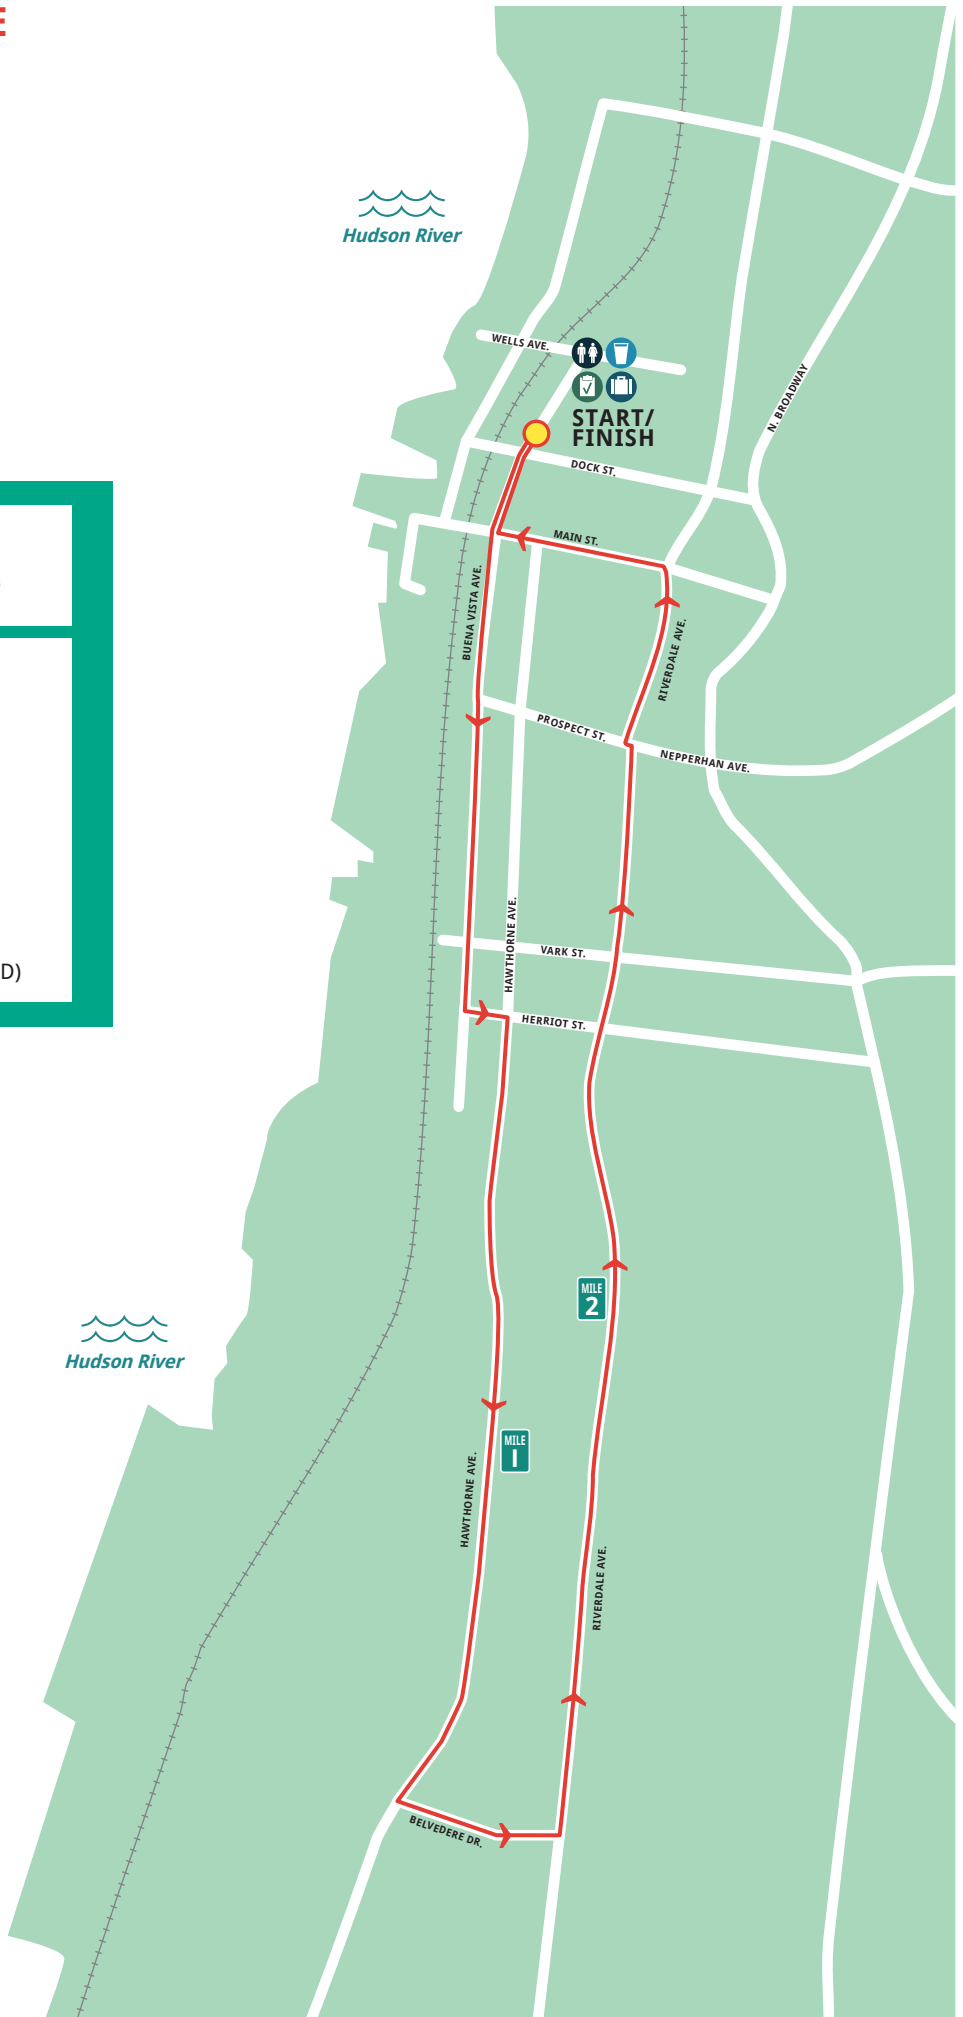 E
Hudson River
WELLS AVE.
N. BROADWAY
START/
FINISH
DOCK ST.
MAIN ST.
BUENA VISTA AVE.
RIVERDALE AVE.
PROSPECT ST.
NEPPERHAN AVE.
HAWTHORNE AVE.
VARK ST.
D)
HERRIOT ST.
MILE
2
Hudson River
MILE
1
HAWTHORNE AVE.
RIVERDALE AVE.
BELVEDERE DR.